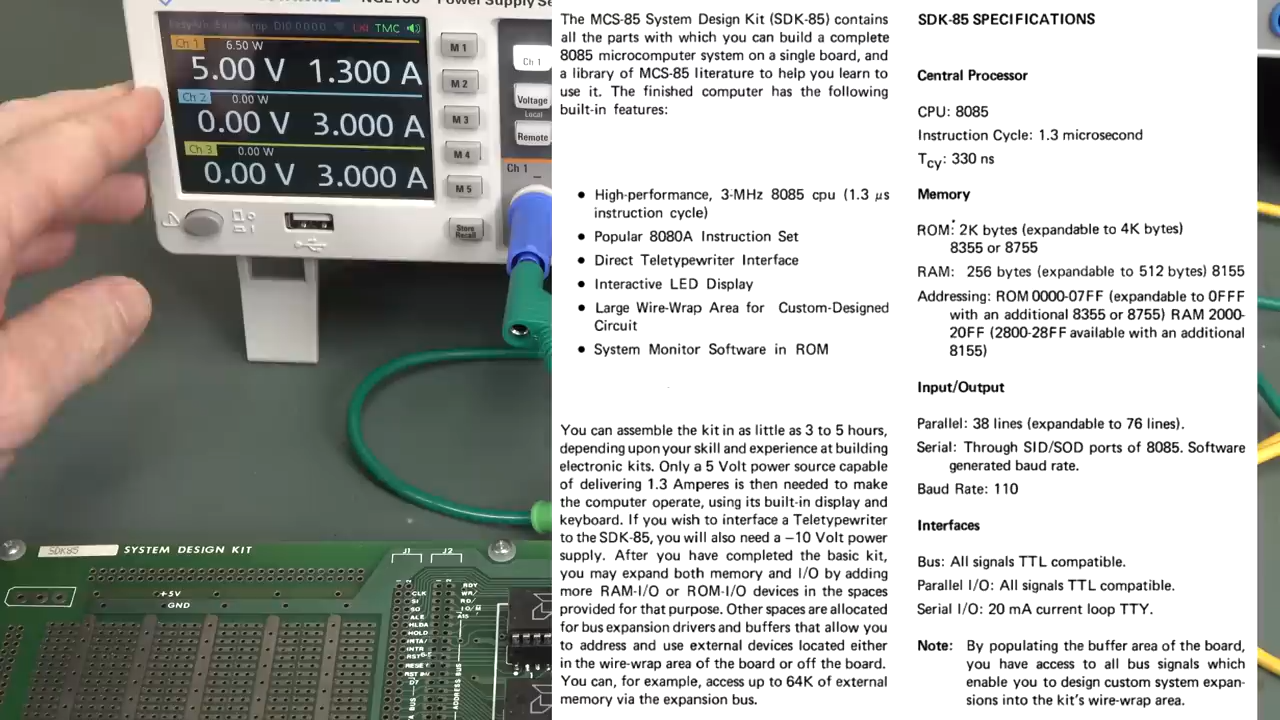 Power Supply
TMC
Ch 1
6.50 W
5.00 V 1.300 A
Ch 2
0.00 W
0.00 V 3.000 A
Ch 3
0.00 W
0.00 V 3.000 A
M 1
M 2
M 3
M 4
M 5
Store
Recall
Ch 1
Voltage
Local
Remote
Ch 1
SDK85 SYSTEM DESIGN KIT
+5V
GND
J1
J2
CLK
SI
SO
ALE
HLDA
HOLD
INTA/
INTR
RDY
WR/
RD/
ADDRESS BUS
The MCS-85 System Design Kit (SDK-85) contains
all the parts with which you can build a complete
8085 microcomputer system on a single board, and
a library of MCS-85 literature to help you learn to
use it. The finished computer has the following
built-in features:
• High-performance, 3-MHz 8085 cpu (1.3 μs
instruction cycle)
• Popular 8080A Instruction Set
• Direct Teletypewriter Interface
• Interactive LED Display
• Large Wire-Wrap Area for Custom-Designed
Circuit
• System Monitor Software in ROM
You can assemble the kit in as little as 3 to 5 hours,
depending upon your skill and experience at building
electronic kits. Only a 5 Volt power source capable
of delivering 1.3 Amperes is then needed to make
the computer operate, using its built-in display and
keyboard. If you wish to interface a Teletypewriter
to the SDK-85, you will also need a −10 Volt power
supply. After you have completed the basic kit,
you may expand both memory and I/O by adding
more RAM-I/O or ROM-I/O devices in the spaces
provided for that purpose. Other spaces are allocated
for bus expansion drivers and buffers that allow you
to address and use external devices located either
in the wire-wrap area of the board or off the board.
You can, for example, access up to 64K of external
memory via the expansion bus.
SDK-85 SPECIFICATIONS
Central Processor
CPU: 8085
Instruction Cycle: 1.3 microsecond
Tcy: 330 ns
Memory
ROM: 2K bytes (expandable to 4K bytes)
8355 or 8755
RAM: 256 bytes (expandable to 512 bytes) 8155
Addressing: ROM 0000-07FF (expandable to 0FFF
with an additional 8355 or 8755) RAM 2000-
20FF (2800-28FF available with an additional
8155)
Input/Output
Parallel: 38 lines (expandable to 76 lines).
Serial: Through SID/SOD ports of 8085. Software
generated baud rate.
Baud Rate: 110
Interfaces
Bus: All signals TTL compatible.
Parallel I/O: All signals TTL compatible.
Serial I/O: 20 mA current loop TTY.
Note: By populating the buffer area of the board,
you have access to all bus signals which
enable you to design custom system expan-
sions into the kit's wire-wrap area.